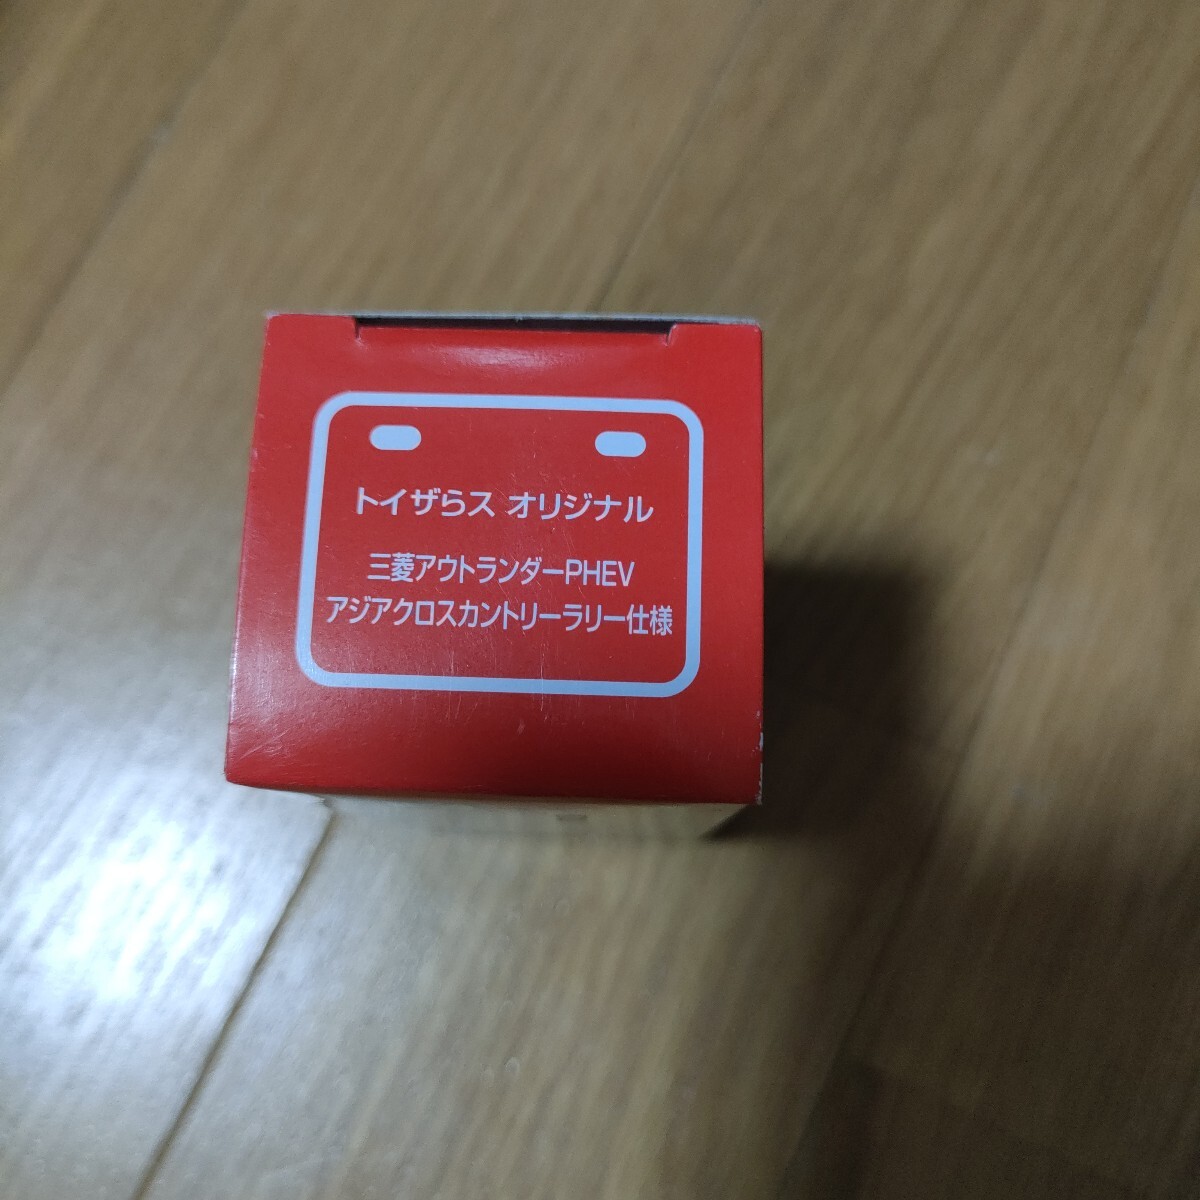 トイザらス オリジナル
三菱アウトランダーPHEV
アジアクロスカントリーラリー仕様